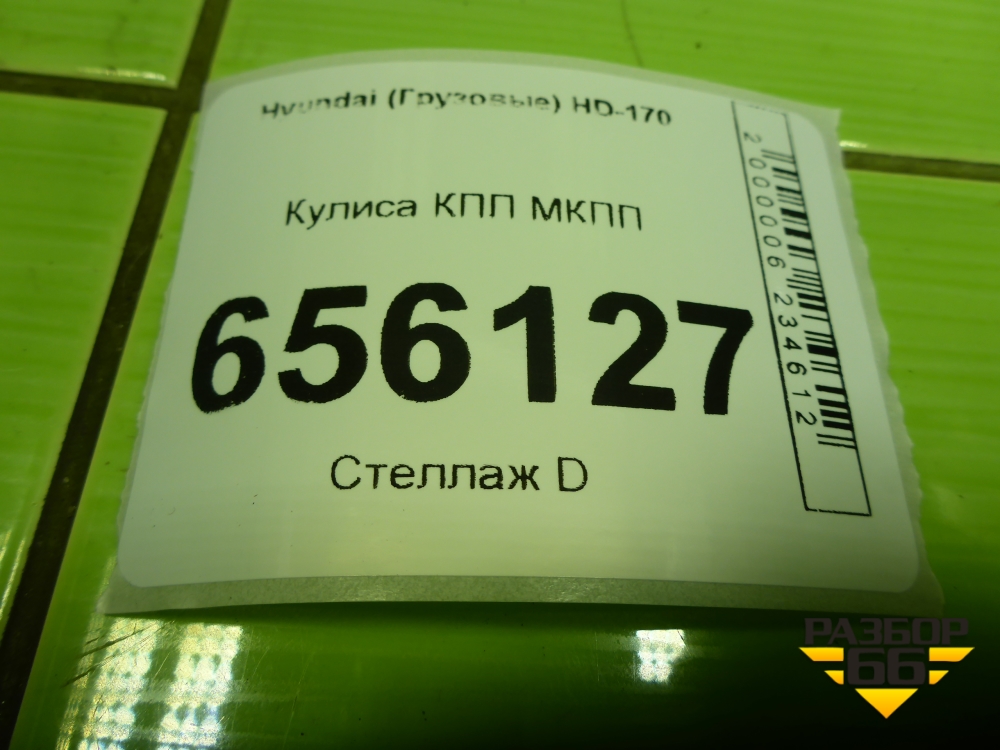 Hyundai (Грузовые) HD-170
Кулиса КПП МКПП
656127
Стеллаж D
2000006234612
РАЗБОР
66